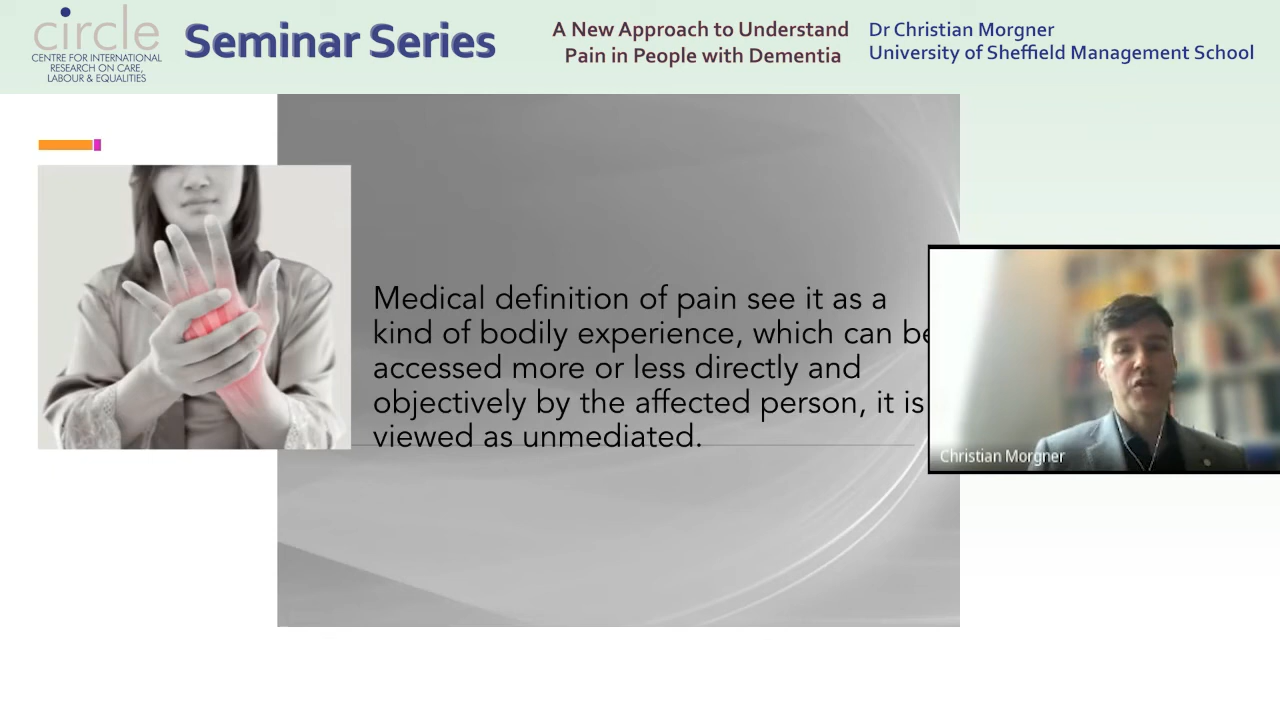 circle
CENTRE FOR INTERNATIONAL
RESEARCH ON CARE,
LABOUR & EQUALITIES
Seminar Series
A New Approach to Understand
Pain in People with Dementia
Dr Christian Morgner
University of Sheffield Management School
Medical definition of pain see it as a
kind of bodily experience, which can be
accessed more or less directly and
objectively by the affected person, it is
viewed as unmediated.
Christian Morgner